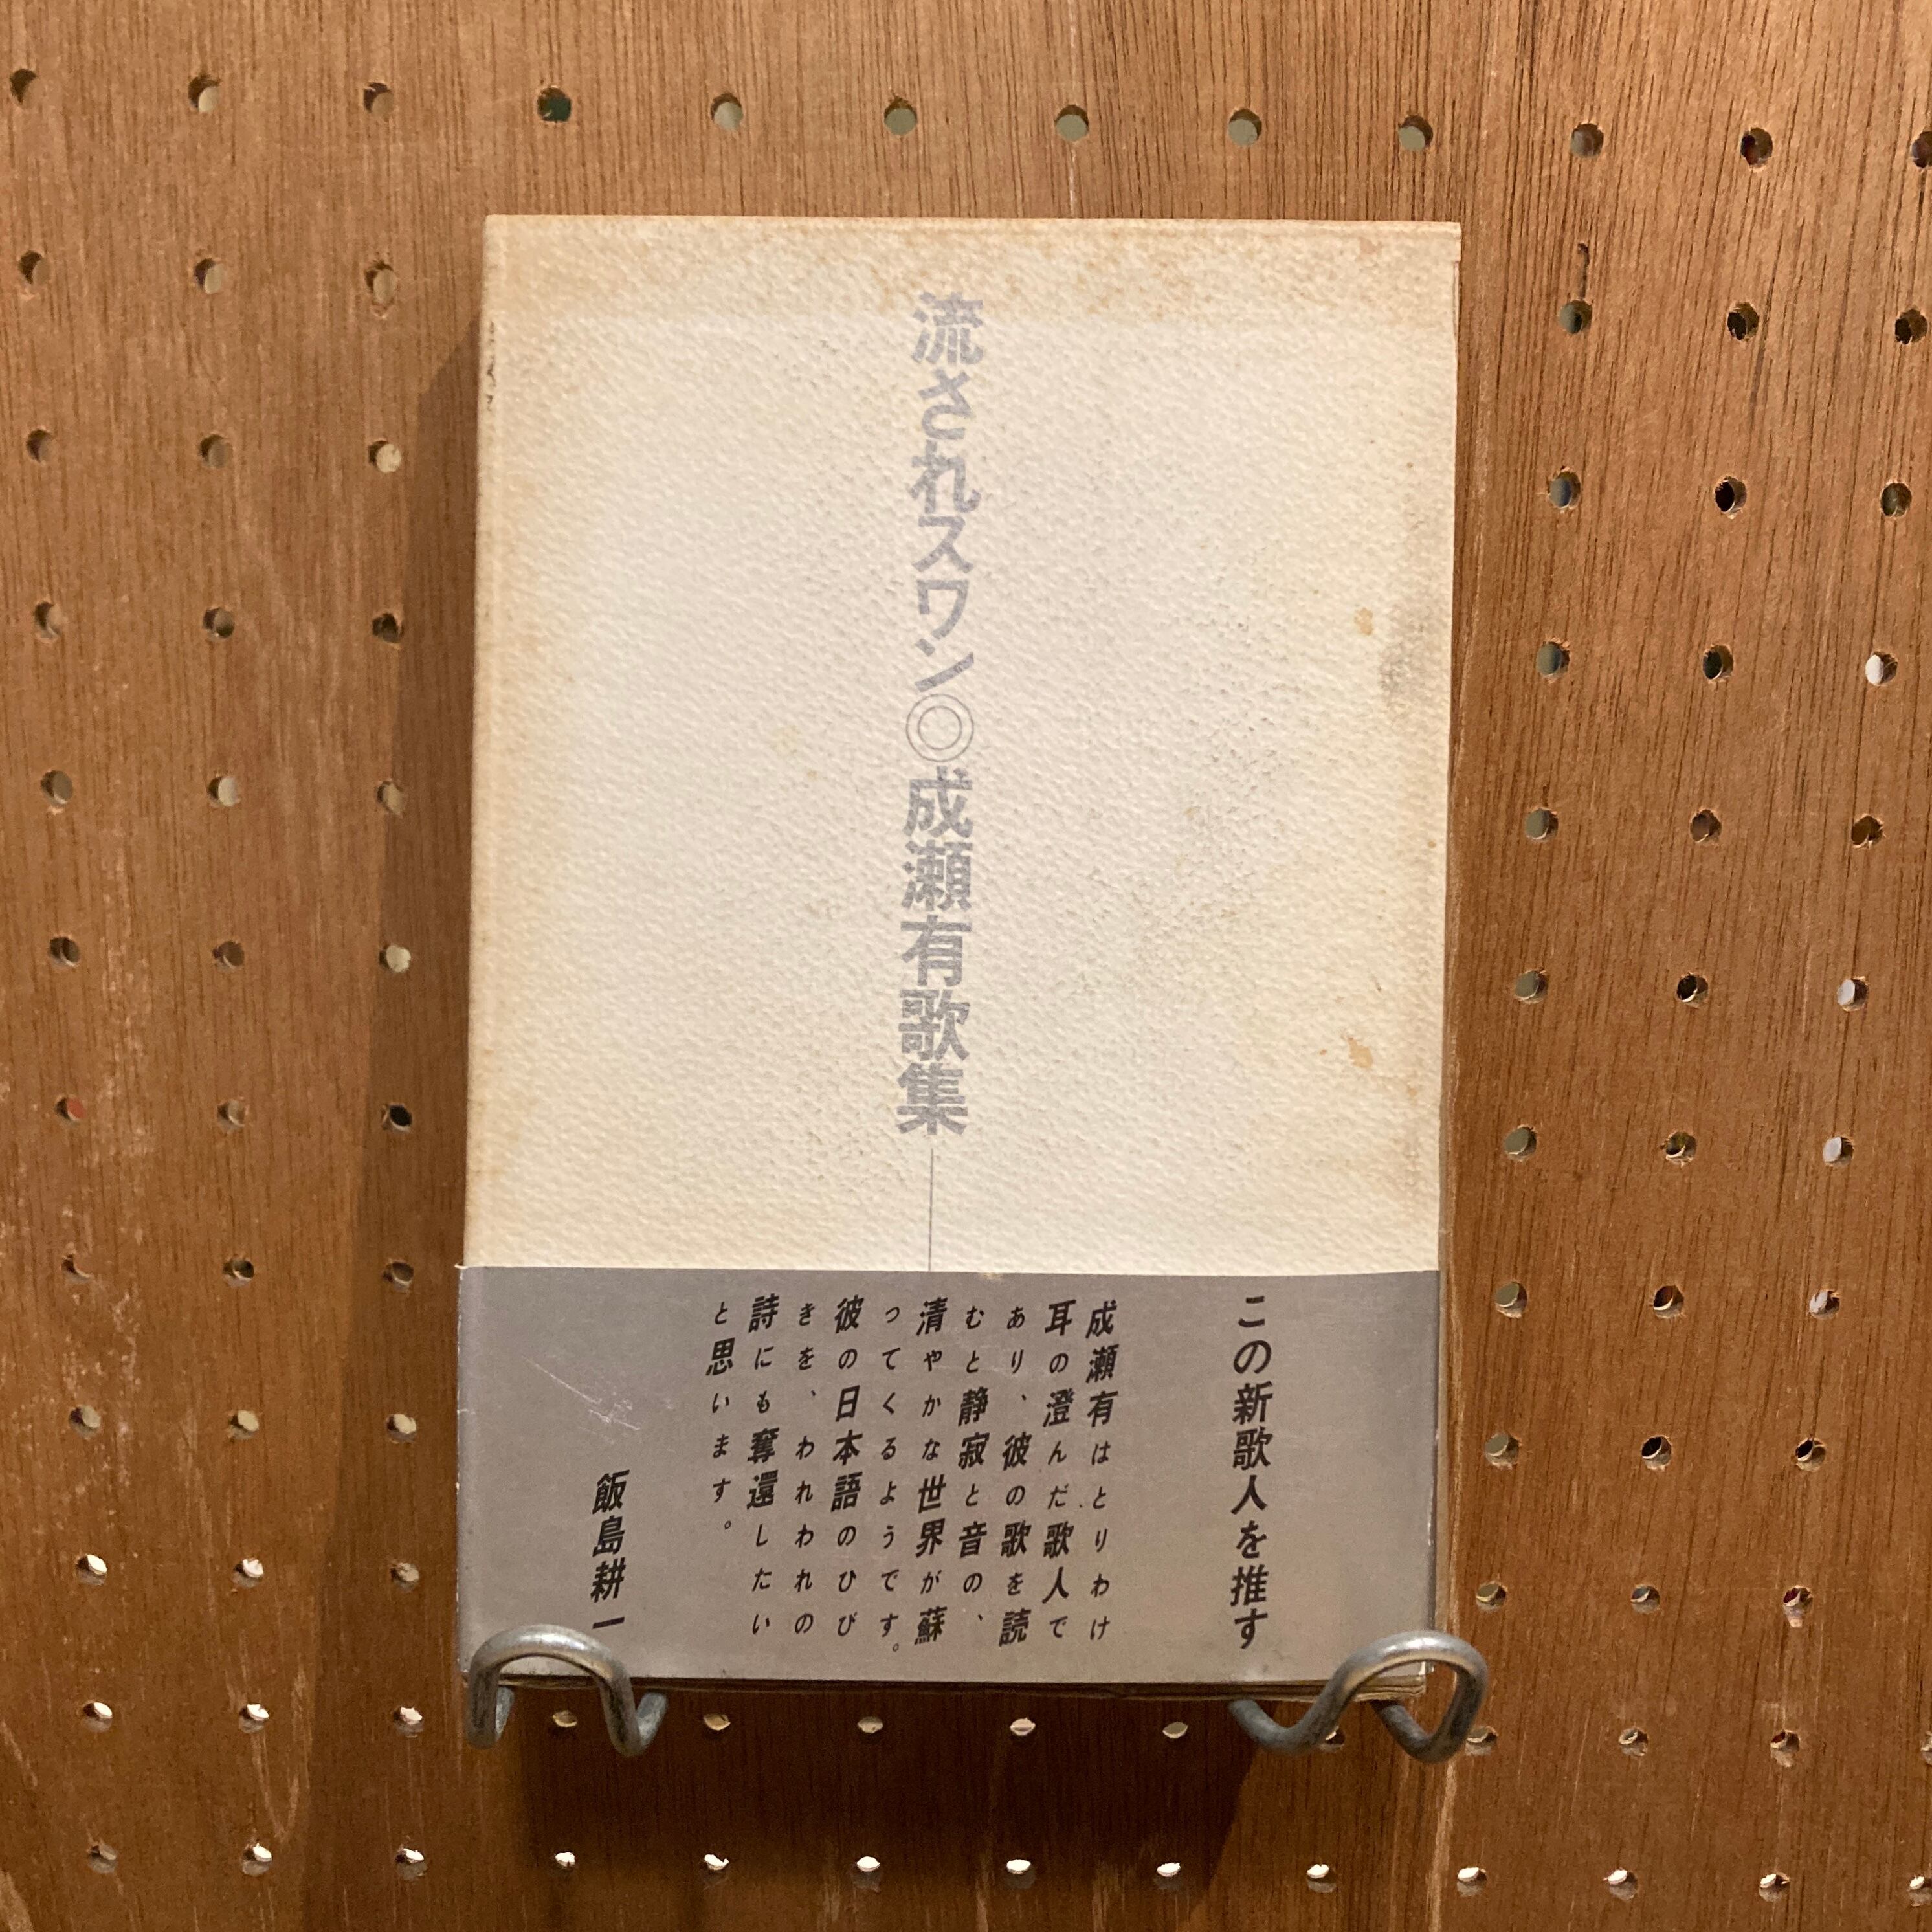 流されスワン◎成瀬有歌集
この新歌人を推す
成瀬有はとりわけ
耳の澄んだ歌人で
あり、彼の歌を読
むと静寂と音の、
清やかな世界が蘇
ってくるようです。
彼の日本語のひび
きを、われわれの
詩にも奪還したい
と思います。
飯島耕一